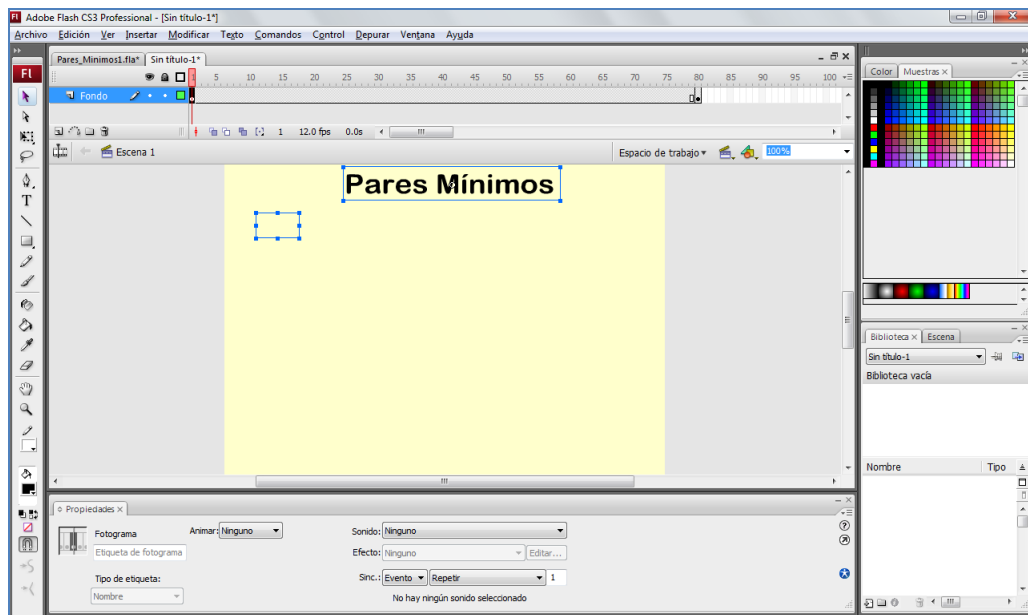 Fl Adobe Flash CS3 Professional - [Sin título-1*]
Archivo Edición Ver Insertar Modificar Texto Comandos Control Depurar Ventana Ayuda
Pares_Minimos1.fla* Sin título-1*
1 5 10 15 20 25 30 35 40 45 50 55 60 65 70 75 80 85 90 95 100
Fondo
1 12.0 fps 0.0s
Escena 1 Espacio de trabajo 100%
Pares Mínimos
Fl
T
Color Muestras
Biblioteca Escena
Sin título-1
Biblioteca vacía
Nombre Tipo
Propiedades
Fotograma Animar: Ninguno Sonido: Ninguno
Etiqueta de fotograma Efecto: Ninguno Editar...
Tipo de etiqueta: Sinc.: Evento Repetir 1
Nombre No hay ningún sonido seleccionado